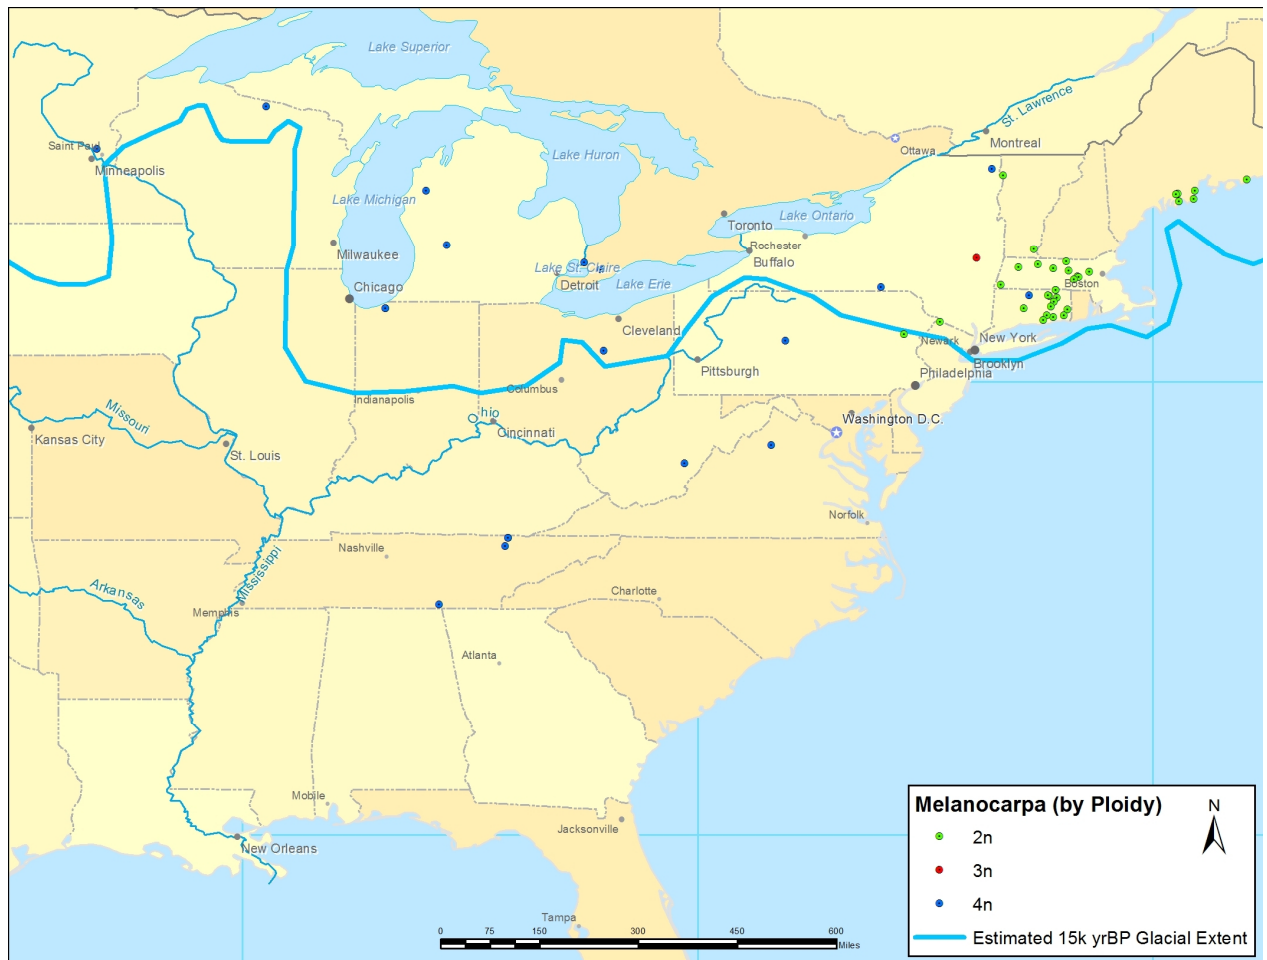 Lake Superior
St. Lawrence
Montreal
Ottawa
Saint Paul
Minneapolis
Lake Huron
Lake Michigan
Lake Ontario
Toronto
Rochester
Buffalo
Milwaukee
Lake St. Claire
Detroit
Lake Erie
Boston
Chicago
Cleveland
New York
Newark
Brooklyn
Pittsburgh
Philadelphia
Columbus
Indianapolis
Missouri
Ohio
Cincinnati
Washington D.C.
Kansas City
St. Louis
Norfolk
Nashville
Mississippi
Arkansas
Memphis
Charlotte
Atlanta
Mobile
Jacksonville
New Orleans
Tampa
0 75 150 300 450 600
Miles
Melanocarpa (by Ploidy)
N
2n
3n
4n
Estimated 15k yrBP Glacial Extent